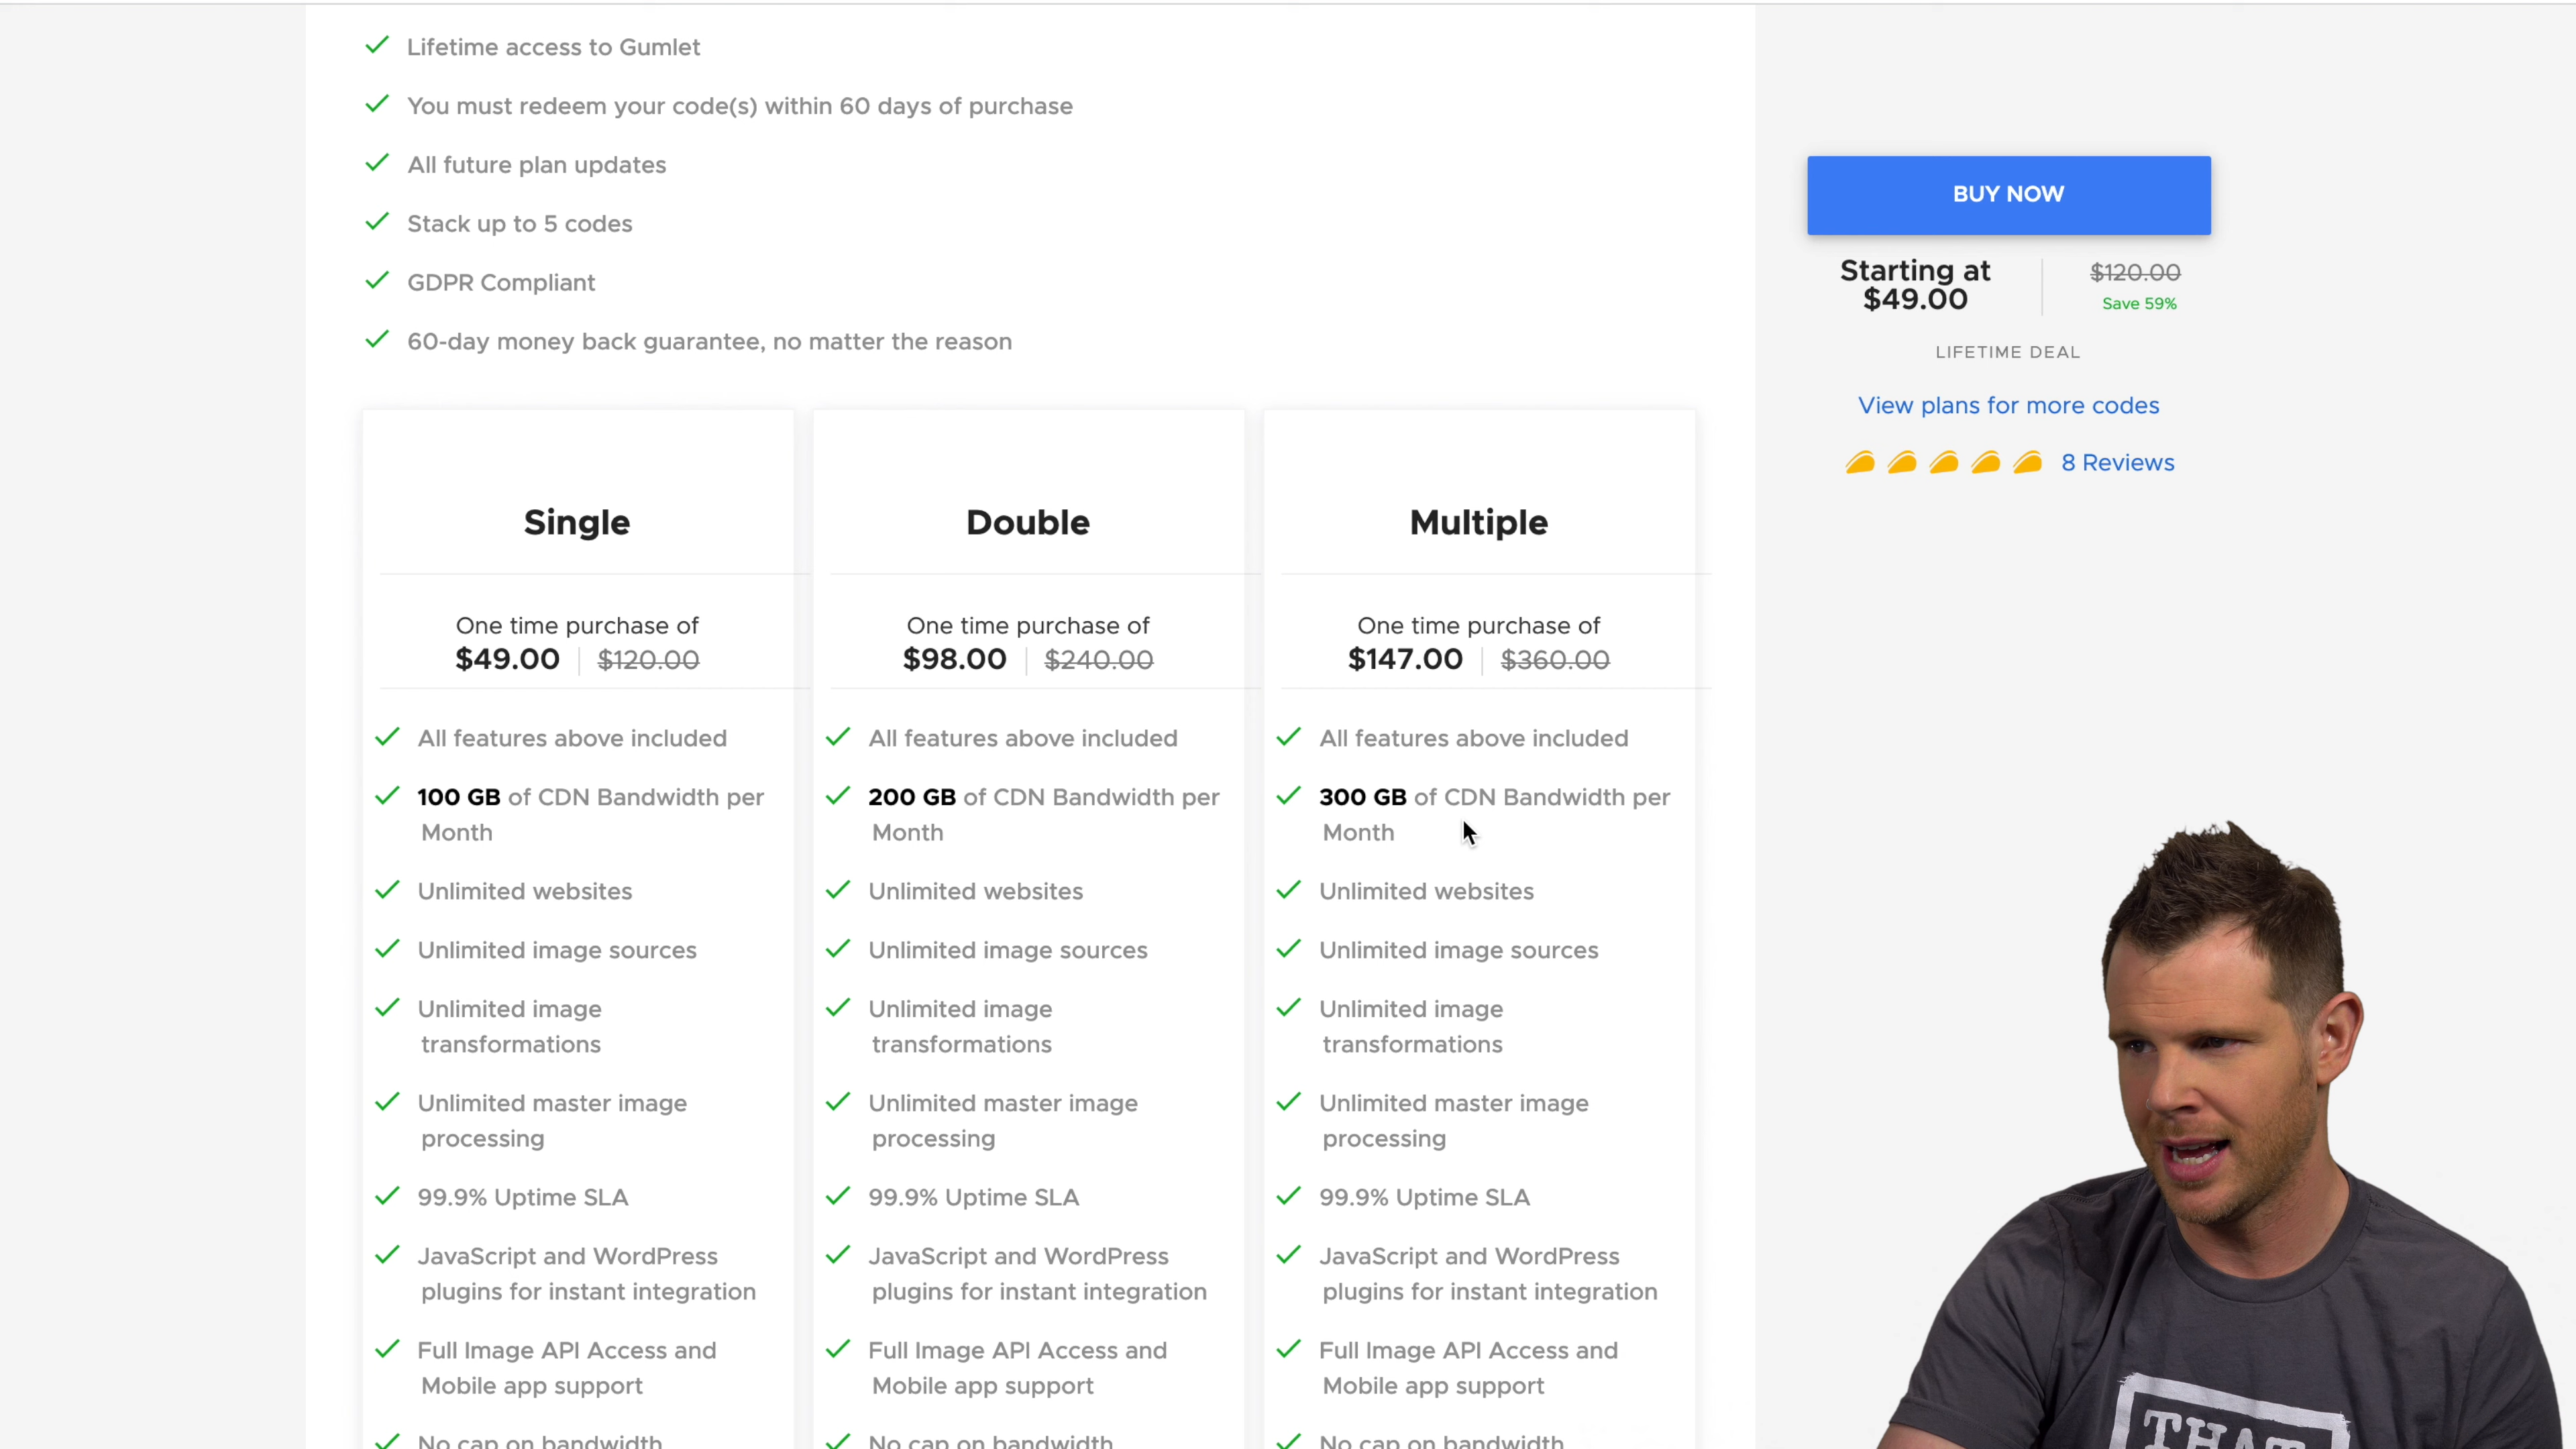 Lifetime access to Gumlet
You must redeem your code(s) within 60 days of purchase
All future plan updates
Stack up to 5 codes
GDPR Compliant
60-day money back guarantee, no matter the reason
Single
One time purchase of
$49.00 | $120.00
All features above included
100 GB of CDN Bandwidth per
Month
Unlimited websites
Unlimited image sources
Unlimited image
transformations
Unlimited master image
processing
99.9% Uptime SLA
JavaScript and WordPress
plugins for instant integration
Full Image API Access and
Mobile app support
No cap on bandwidth
Double
One time purchase of
$98.00 | $240.00
All features above included
200 GB of CDN Bandwidth per
Month
Unlimited websites
Unlimited image sources
Unlimited image
transformations
Unlimited master image
processing
99.9% Uptime SLA
JavaScript and WordPress
plugins for instant integration
Full Image API Access and
Mobile app support
No cap on bandwidth
Multiple
One time purchase of
$147.00 | $360.00
All features above included
300 GB of CDN Bandwidth per
Month
Unlimited websites
Unlimited image sources
Unlimited image
transformations
Unlimited master image
processing
99.9% Uptime SLA
JavaScript and WordPress
plugins for instant integration
Full Image API Access and
Mobile app support
No cap on bandwidth
BUY NOW
Starting at
$49.00
$120.00
Save 59%
LIFETIME DEAL
View plans for more codes
8 Reviews
THAT